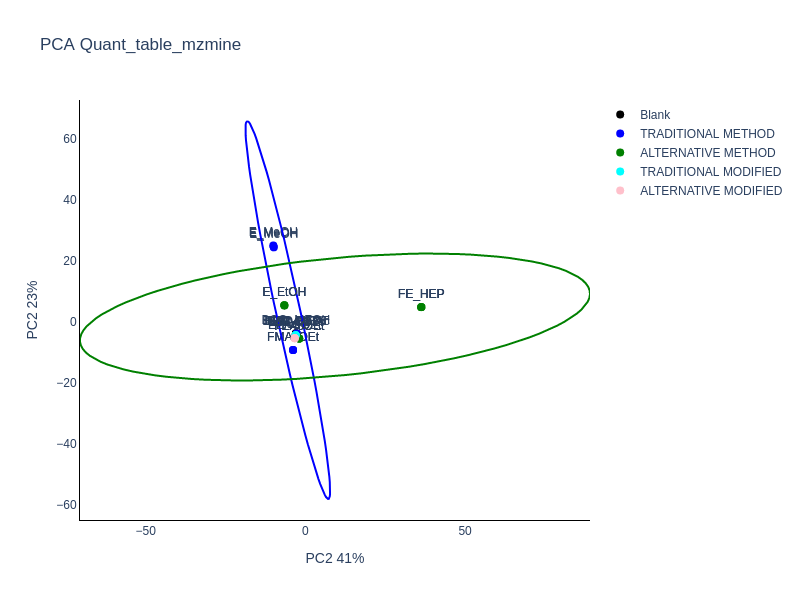 PCA Quant_table_mzmine
Blank
TRADITIONAL METHOD
ALTERNATIVE METHOD
TRADITIONAL MODIFIED
ALTERNATIVE MODIFIED
60
40
20
0
−20
−40
−60
PC2 23%
E_MeOH
E_EtOH
FE_HEP
−50
0
50
PC2 41%